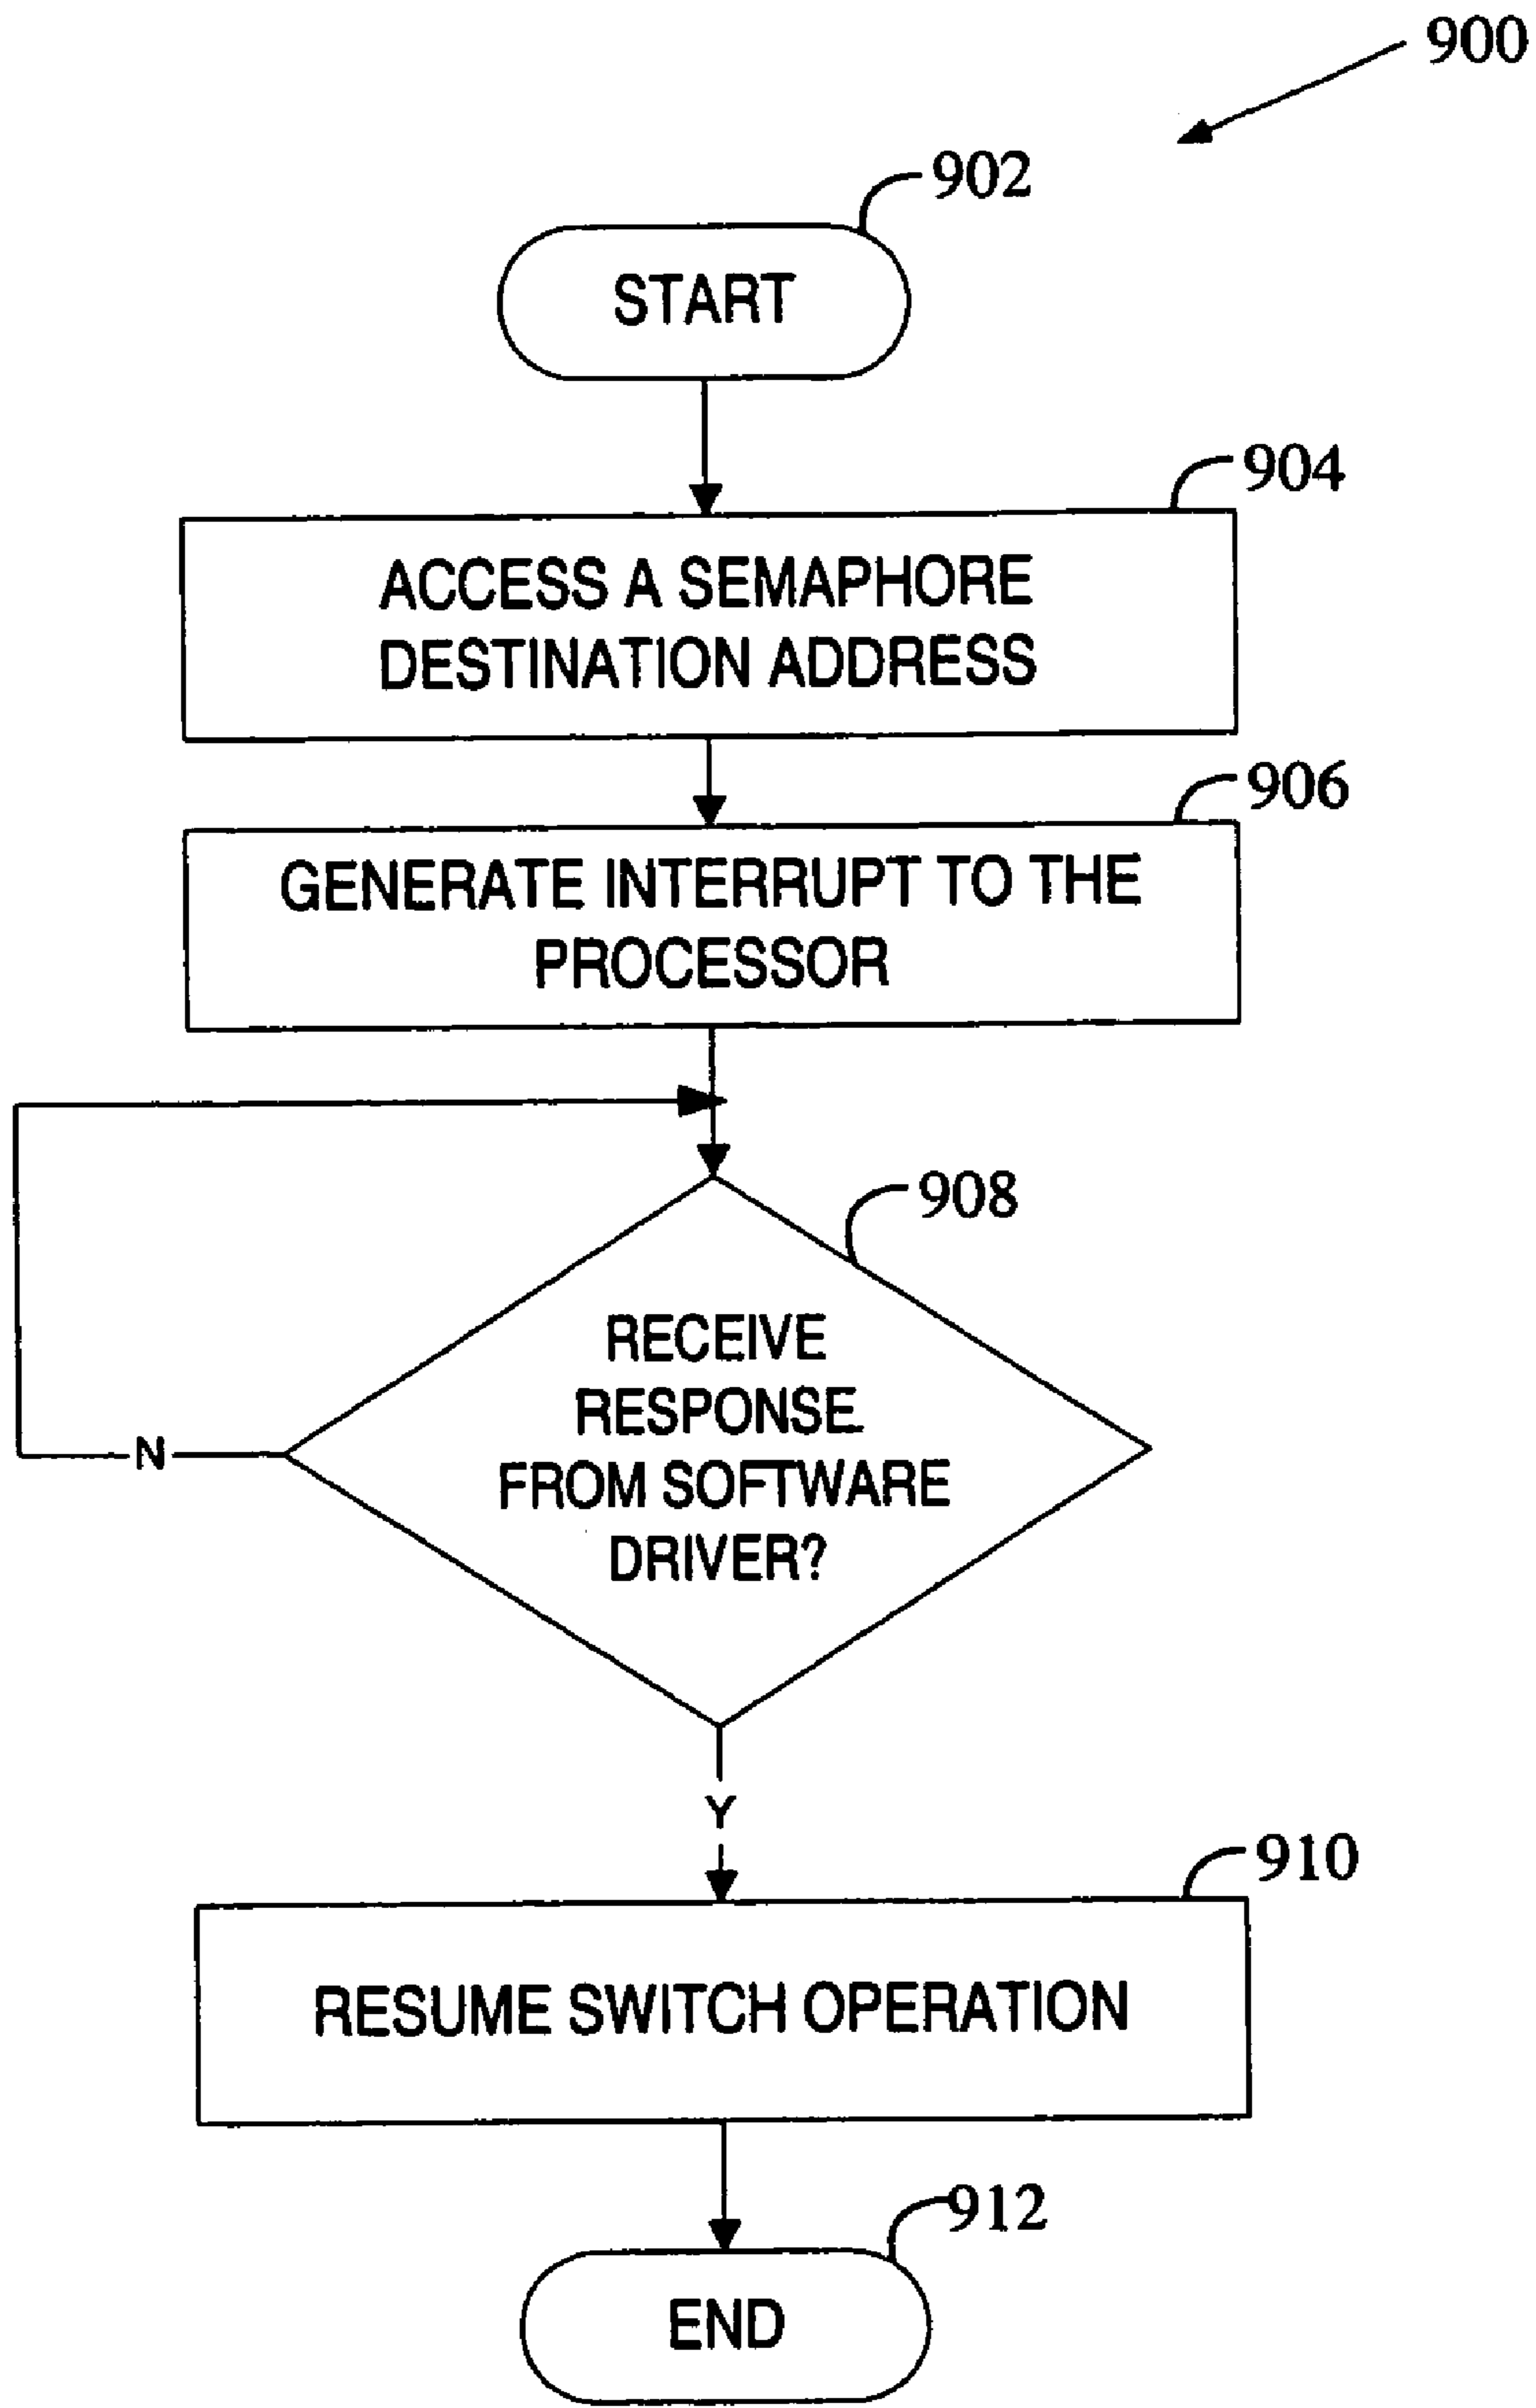 900
902
START
904
ACCESS A SEMAPHORE
DESTINATION ADDRESS
906
GENERATE INTERRUPT TO THE
PROCESSOR
908
RECEIVE
RESPONSE
FROM SOFTWARE
DRIVER?
N
Y
910
RESUME SWITCH OPERATION
912
END